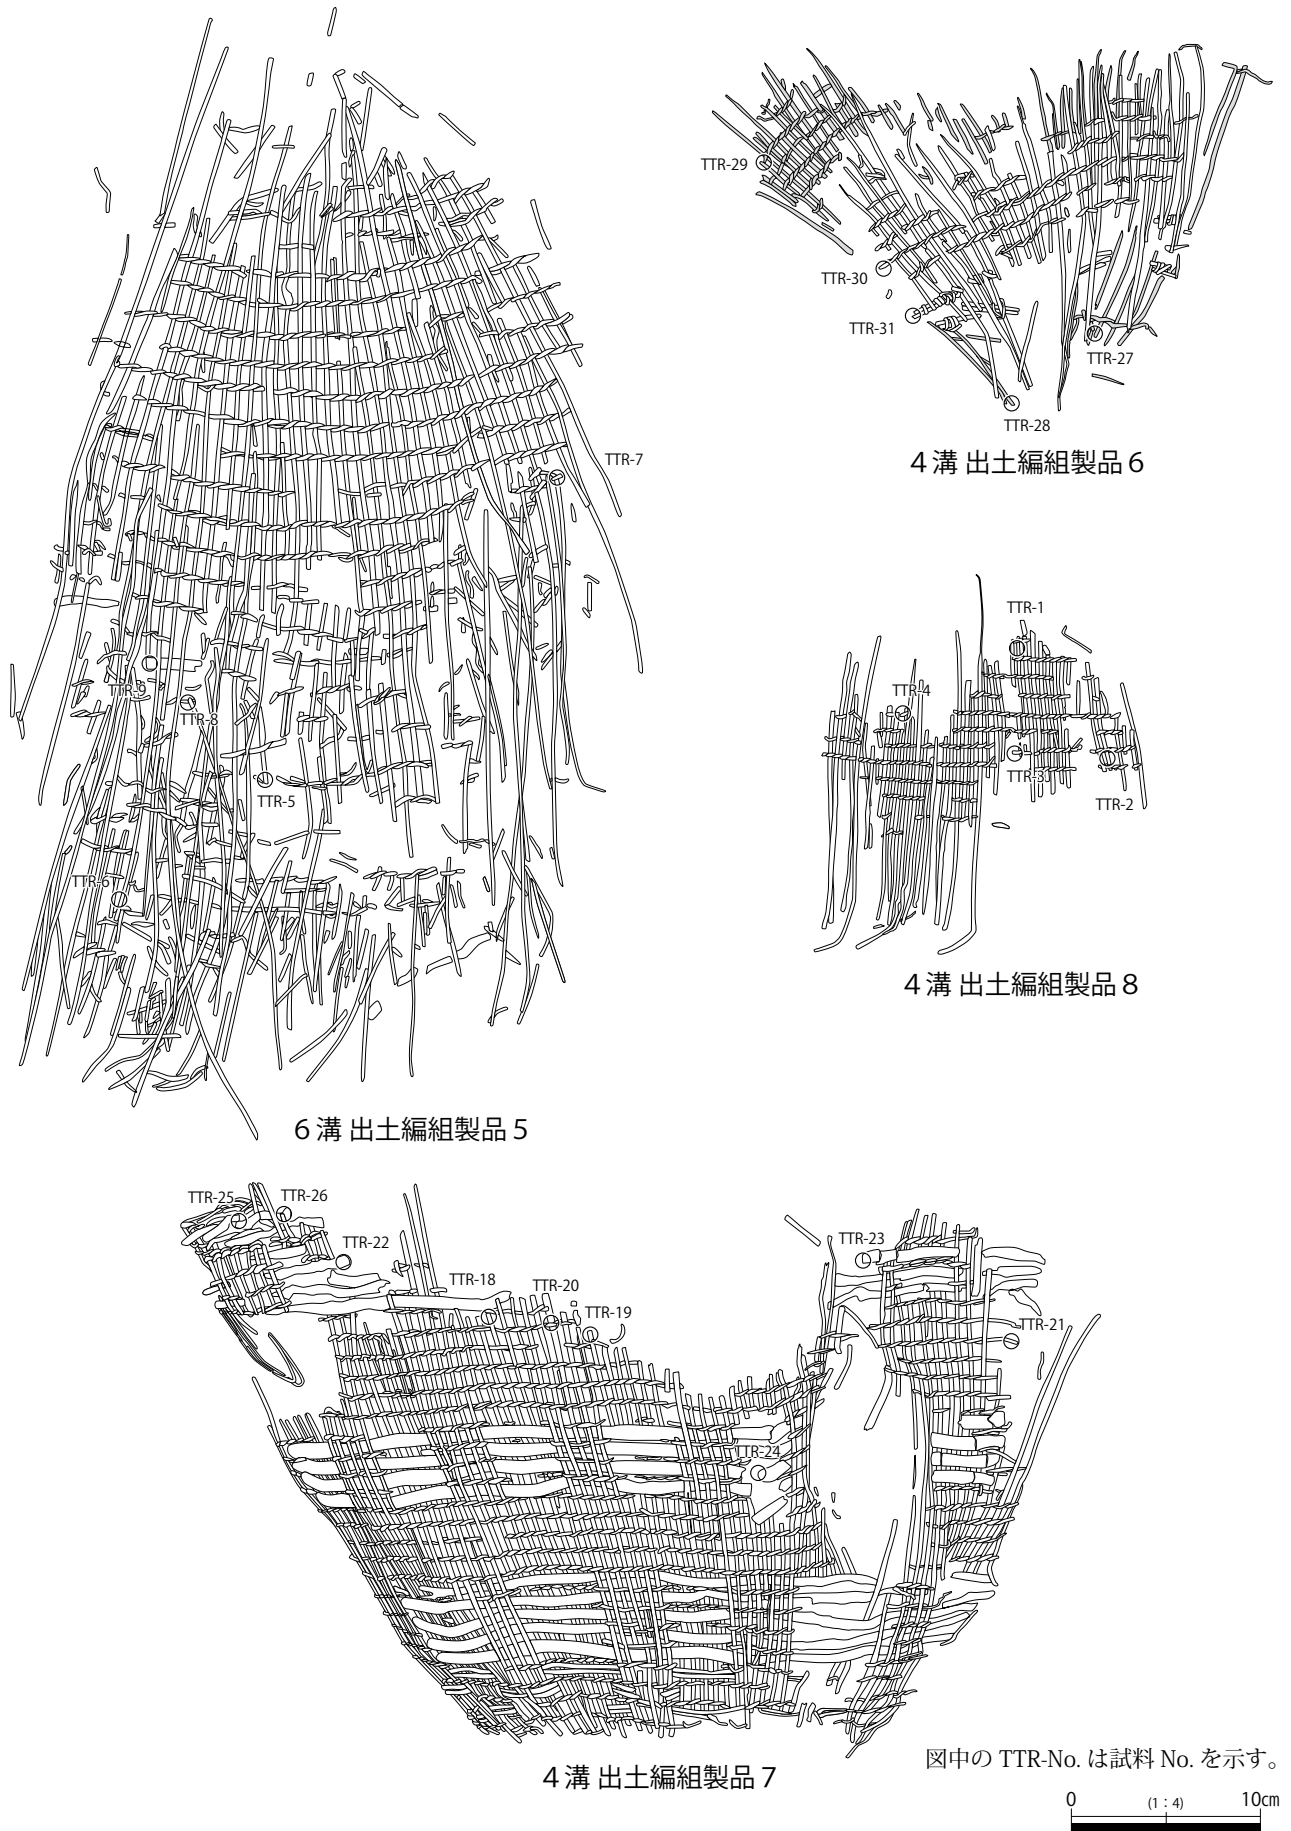 TTR-7
TTR-9
TTR-8
TTR-5
TTR-6
6溝 出土編組製品5
TTR-29
TTR-30
TTR-31
TTR-27
TTR-28
4溝 出土編組製品6
TTR-1
TTR-4
TTR-3
TTR-2
4溝 出土編組製品8
TTR-25
TTR-26
TTR-22
TTR-18
TTR-20
TTR-19
TTR-23
TTR-21
TTR-24
4溝 出土編組製品7
図中の TTR-No. は試料 No. を示す。
0 (1:4) 10cm